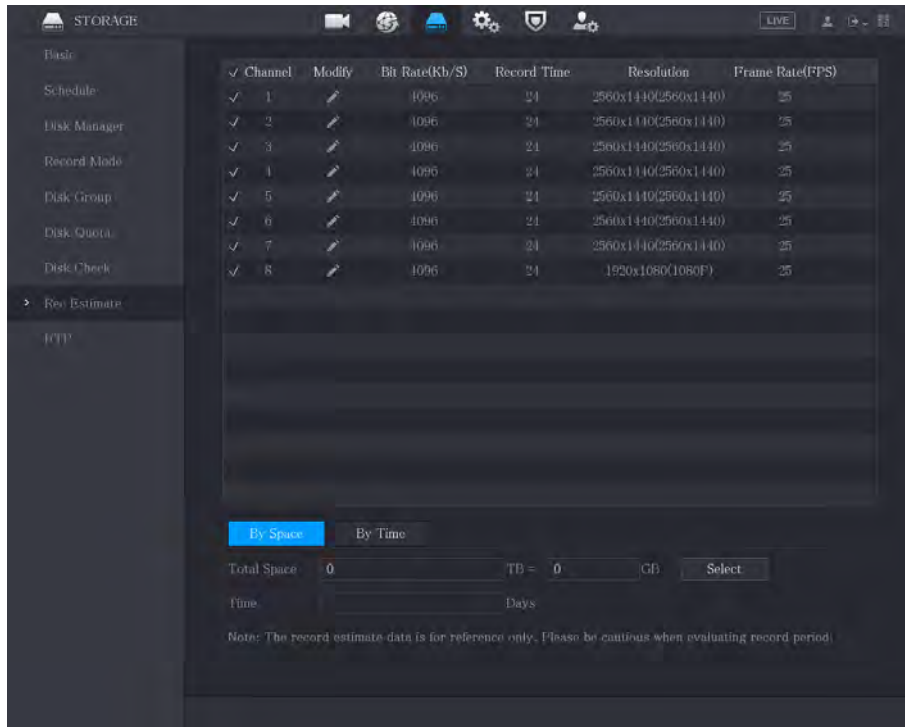 STORAGE
LIVE
Basic
Schedule
Disk Manager
Record Mode
Disk Group
Disk Quota
Disk Check
Rec Estimate
FTP
Channel Modify Bit Rate(Kb/S) Record Time Resolution Frame Rate(FPS)
1 4096 24 2560x1440(2560x1440) 25
2 4096 24 2560x1440(2560x1440) 25
3 4096 24 2560x1440(2560x1440) 25
4 4096 24 2560x1440(2560x1440) 25
5 4096 24 2560x1440(2560x1440) 25
6 4096 24 2560x1440(2560x1440) 25
7 4096 24 2560x1440(2560x1440) 25
8 4096 24 1920x1080(1080P) 25
By Space By Time
Total Space 0 TB = 0 GB Select
Time Days
Note: The record estimate data is for reference only. Please be cautious when evaluating record period.